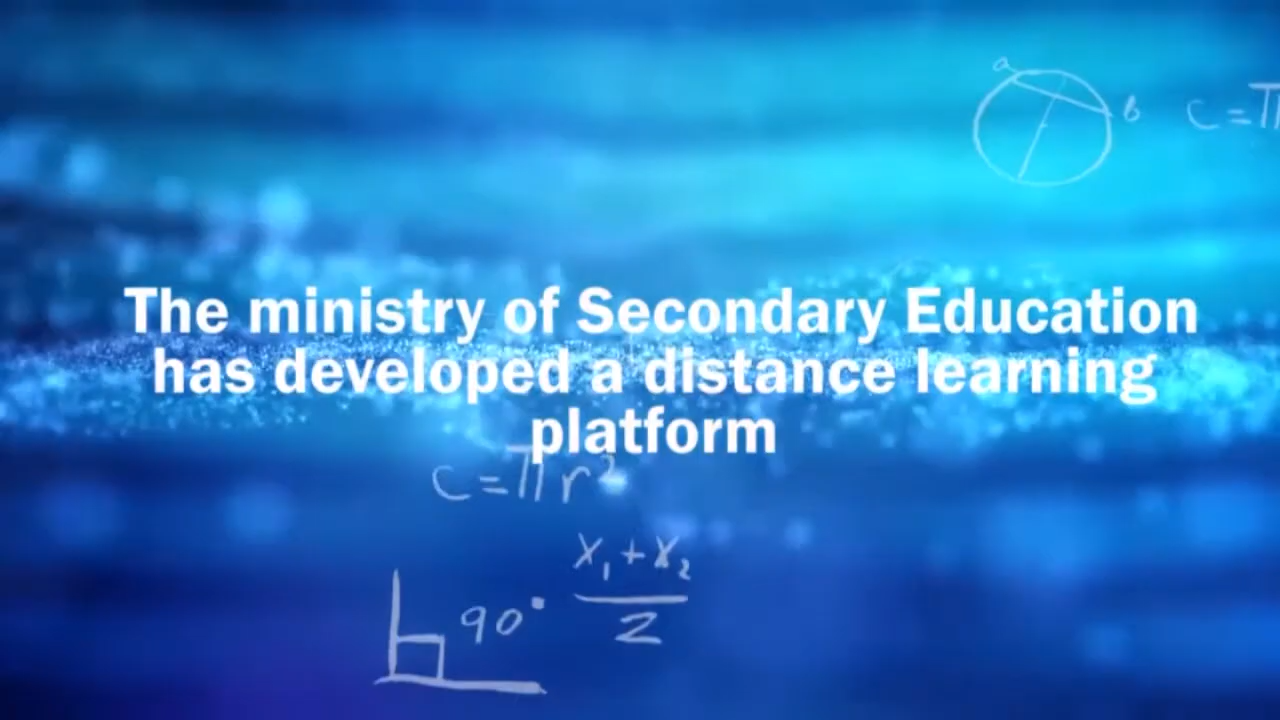 a
b c=π
The ministry of Secondary Education
has developed a distance learning
platform
c=πr²
x₁+x₂
90°
2